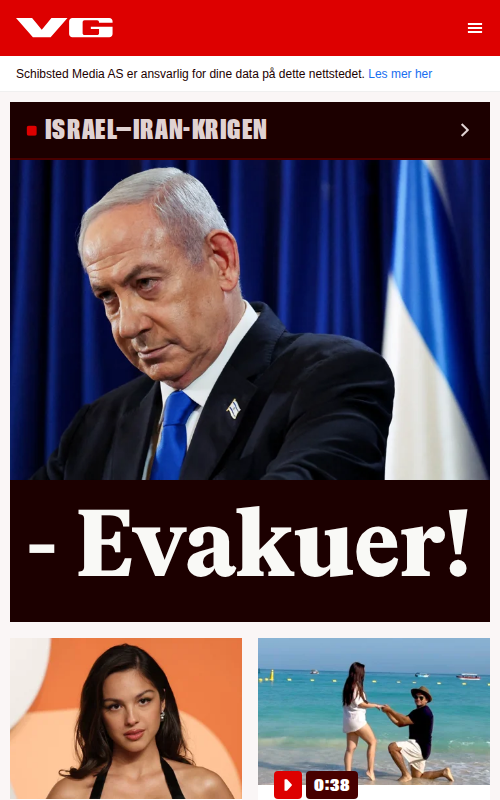 VG
Schibsted Media AS er ansvarlig for dine data på dette nettstedet. Les mer her
ISRAEL–IRAN-KRIGEN
- Evakuer!
0:38